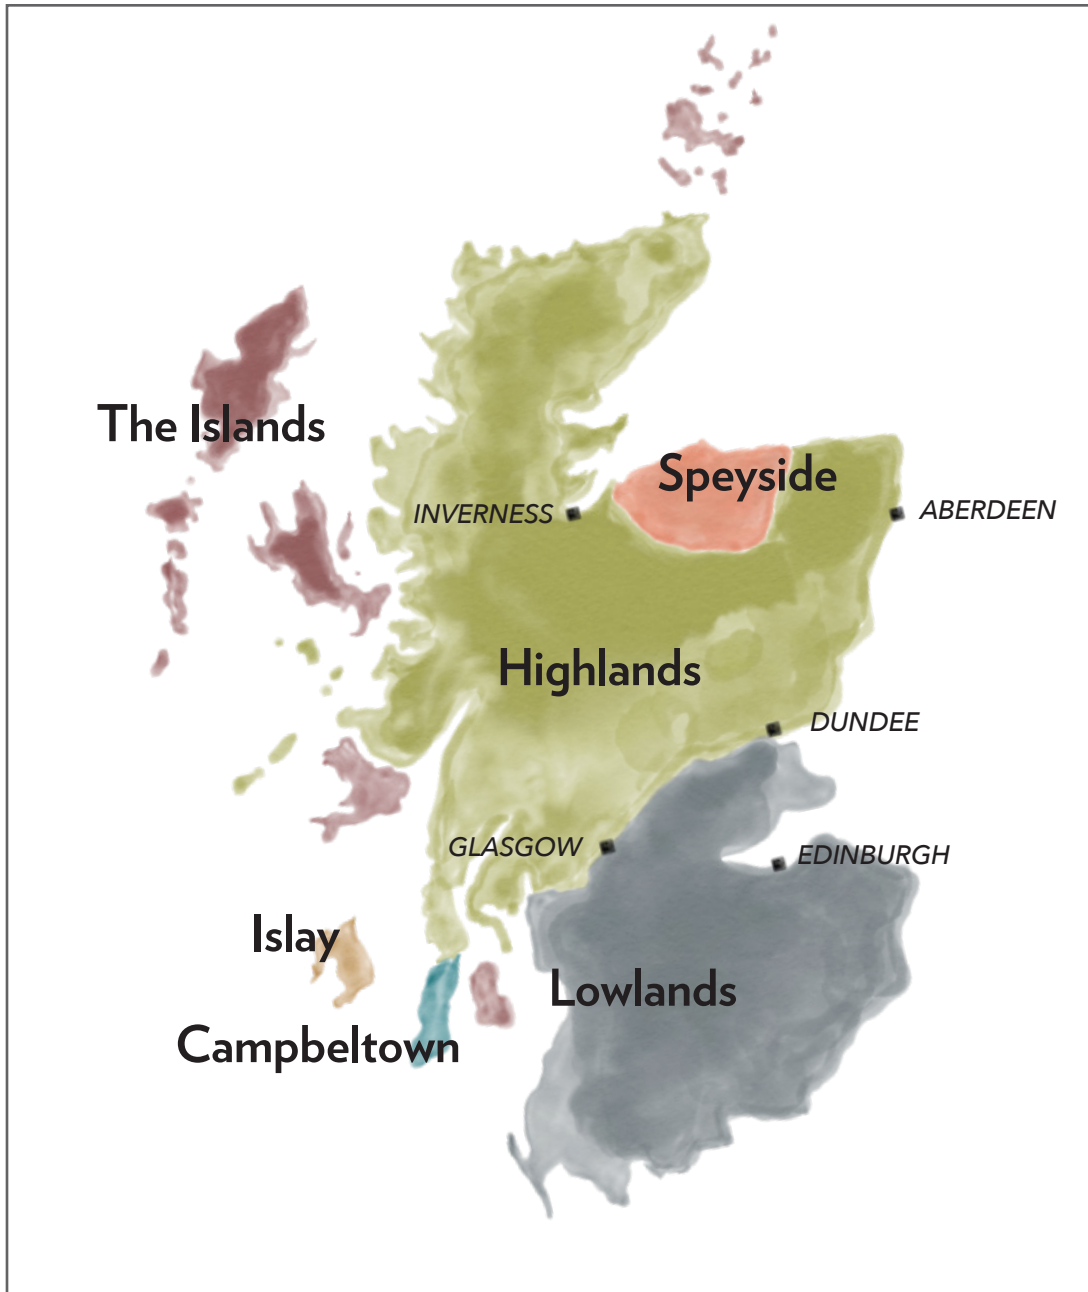 The Islands
Speyside
INVERNESS
ABERDEEN
Highlands
DUNDEE
GLASGOW
EDINBURGH
Islay
Lowlands
Campbeltown